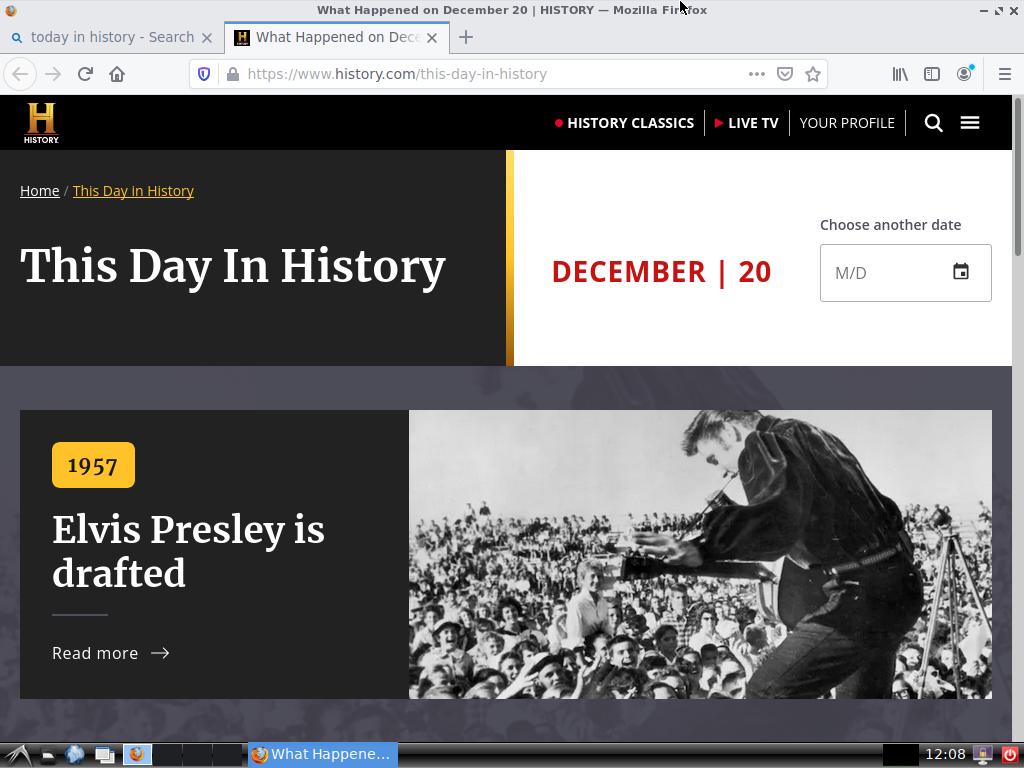 What Happened on December 20 | HISTORY — Mozilla Firefox
today in history - Search
What Happened on Dece
https://www.history.com/this-day-in-history
HISTORY
HISTORY CLASSICS
LIVE TV
YOUR PROFILE
Home / This Day in History
This Day In History
DECEMBER | 20
Choose another date
M/D
1957
Elvis Presley is
drafted
Read more
What Happene...
12:08